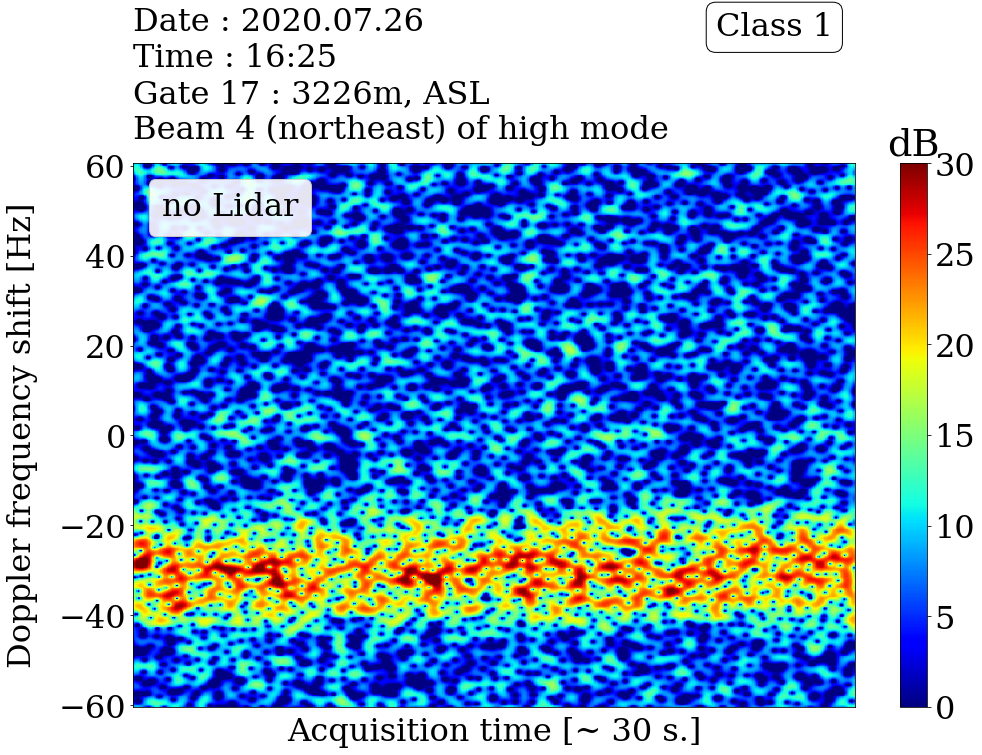 Date : 2020.07.26
Time : 16:25
Gate 17 : 3226m, ASL
Beam 4 (northeast) of high mode
Class 1
dB
no Lidar
Doppler frequency shift [Hz]
60
40
20
0
−20
−40
−60
Acquisition time [~ 30 s.]
30
25
20
15
10
5
0